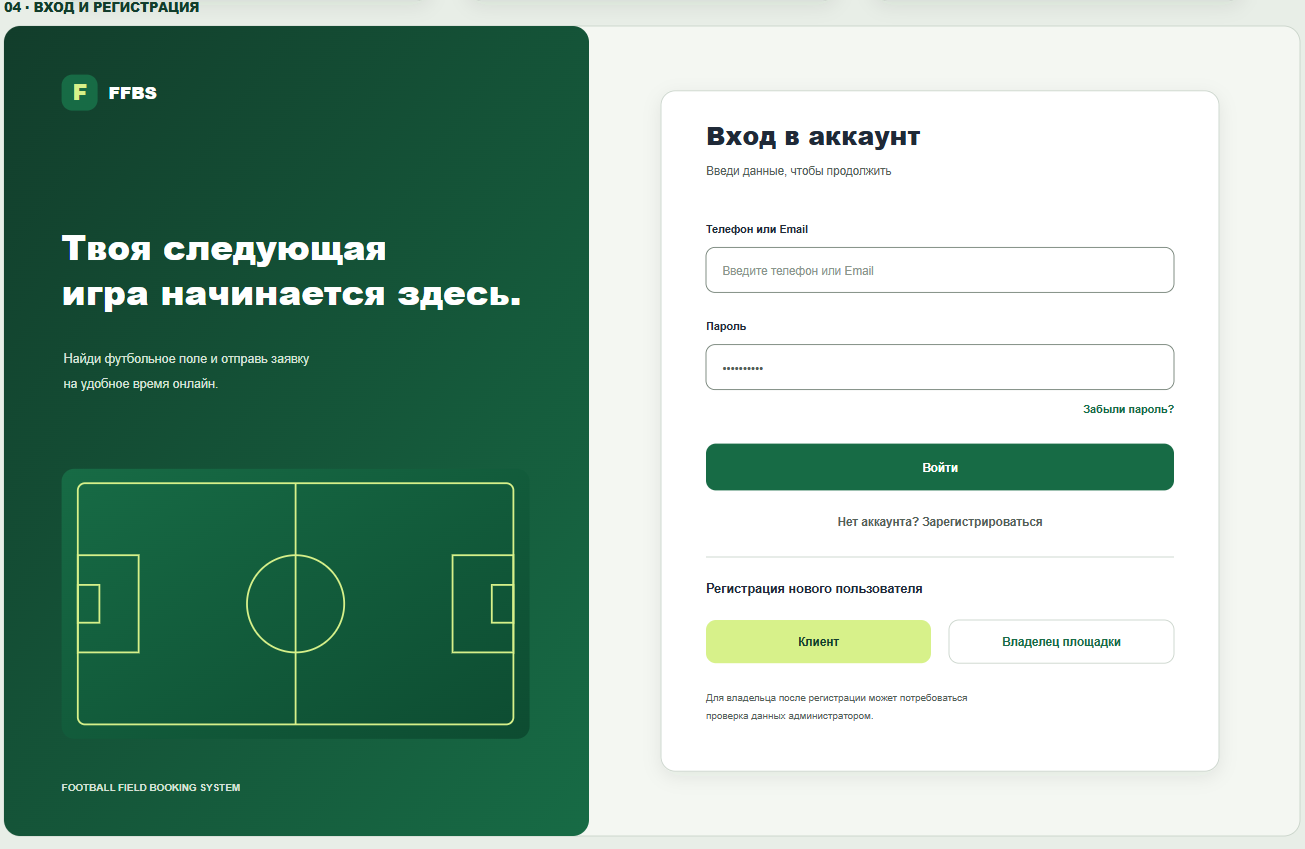 04 · ВХОД И РЕГИСТРАЦИЯ
F FFBS
Твоя следующая
игра начинается здесь.
Найди футбольное поле и отправь заявку
на удобное время онлайн.
FOOTBALL FIELD BOOKING SYSTEM
Вход в аккаунт
Введи данные, чтобы продолжить
Телефон или Email
Введите телефон или Email
Пароль
••••••••••
Забыли пароль?
Войти
Нет аккаунта? Зарегистрироваться
Регистрация нового пользователя
Клиент
Владелец площадки
Для владельца после регистрации может потребоваться
проверка данных администратором.